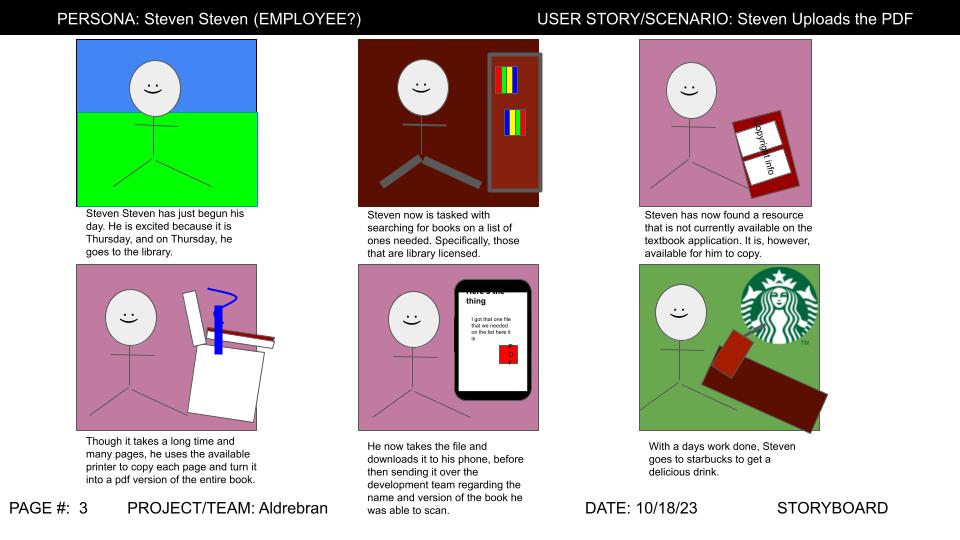 PERSONA: Steven Steven (EMPLOYEE?)
USER STORY/SCENARIO: Steven Uploads the PDF
Steven Steven has just begun his
day. He is excited because it is
Thursday, and on Thursday, he
goes to the library.
Steven now is tasked with
searching for books on a list of
ones needed. Specifically, those
that are library licensed.
Copyright info
Steven has now found a resource
that is not currently available on the
textbook application. It is, however,
available for him to copy.
Though it takes a long time and
many pages, he uses the available
printer to copy each page and turn it
into a pdf version of the entire book.
Here's the
thing
I got that one file
that we needed
on the list here it
is
P
D
F
He now takes the file and
downloads it to his phone, before
then sending it over the
development team regarding the
name and version of the book he
was able to scan.
TM
With a days work done, Steven
goes to starbucks to get a
delicious drink.
PAGE #: 3
PROJECT/TEAM: Aldrebran
DATE: 10/18/23
STORYBOARD